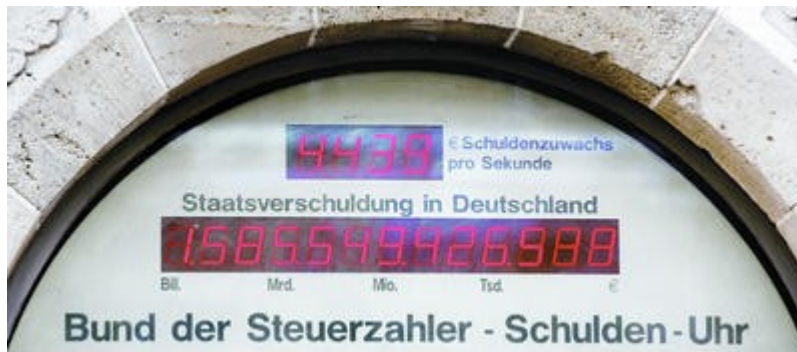 4439
€ Schuldenzuwachs
pro Sekunde
Staatsverschuldung in Deutschland
1.585.549.426.988
Bill. Mrd. Mio. Tsd. €
Bund der Steuerzahler - Schulden - Uhr